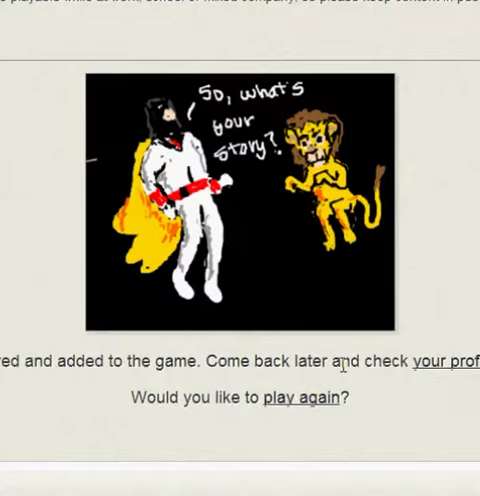 So, what's
your
story?
ed and added to the game. Come back later and check your prof
Would you like to play again?